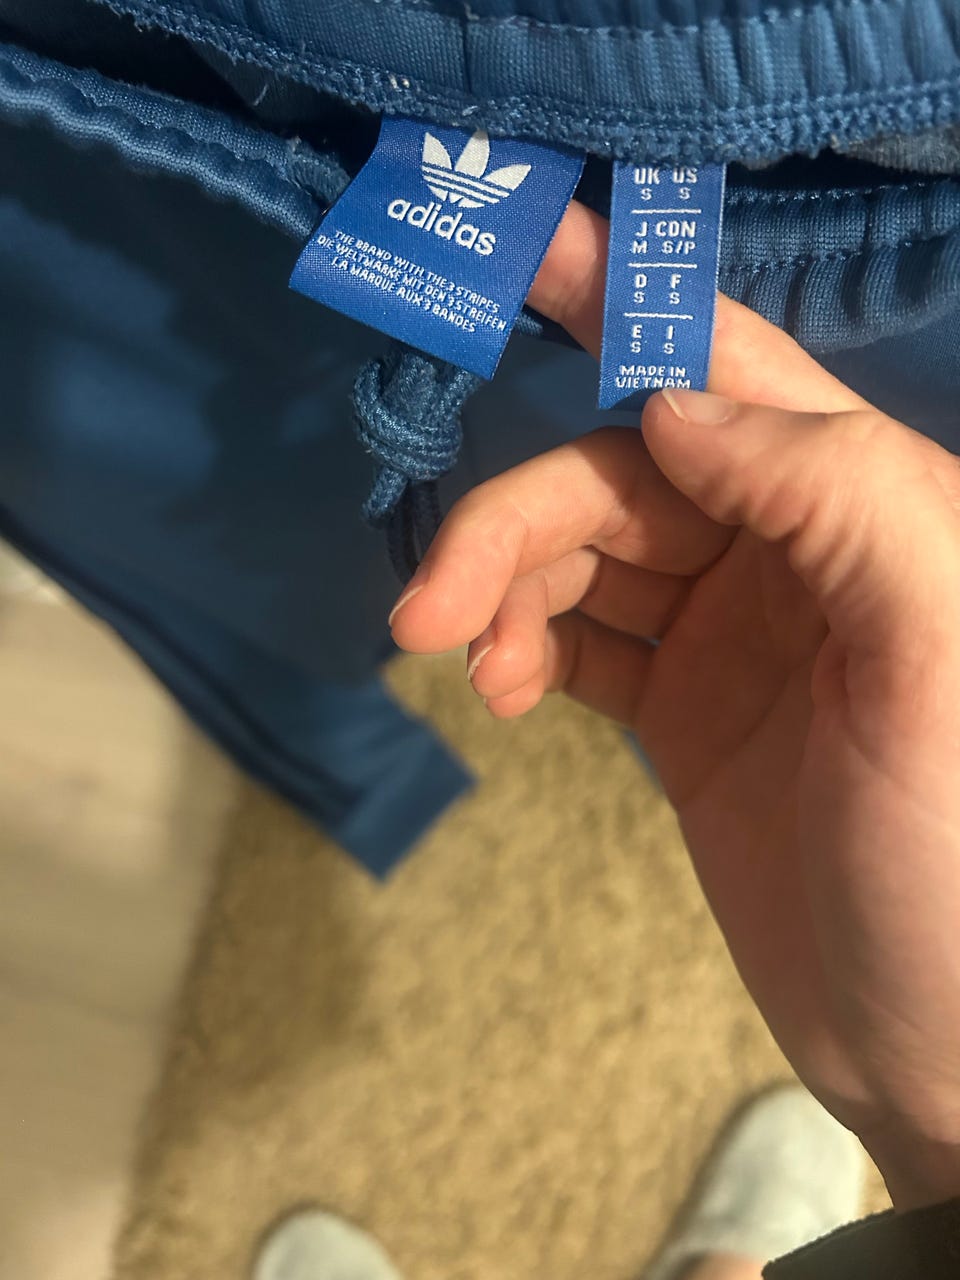 adidas
THE BRAND WITH THE 3 STRIPES
DIE WELTMARKE MIT DEN 3 STREIFEN
LA MARQUE AUX 3 BANDES
UK US
S S
J CDN
M S/P
D F
S S
E I
S S
MADE IN
VIETNAM